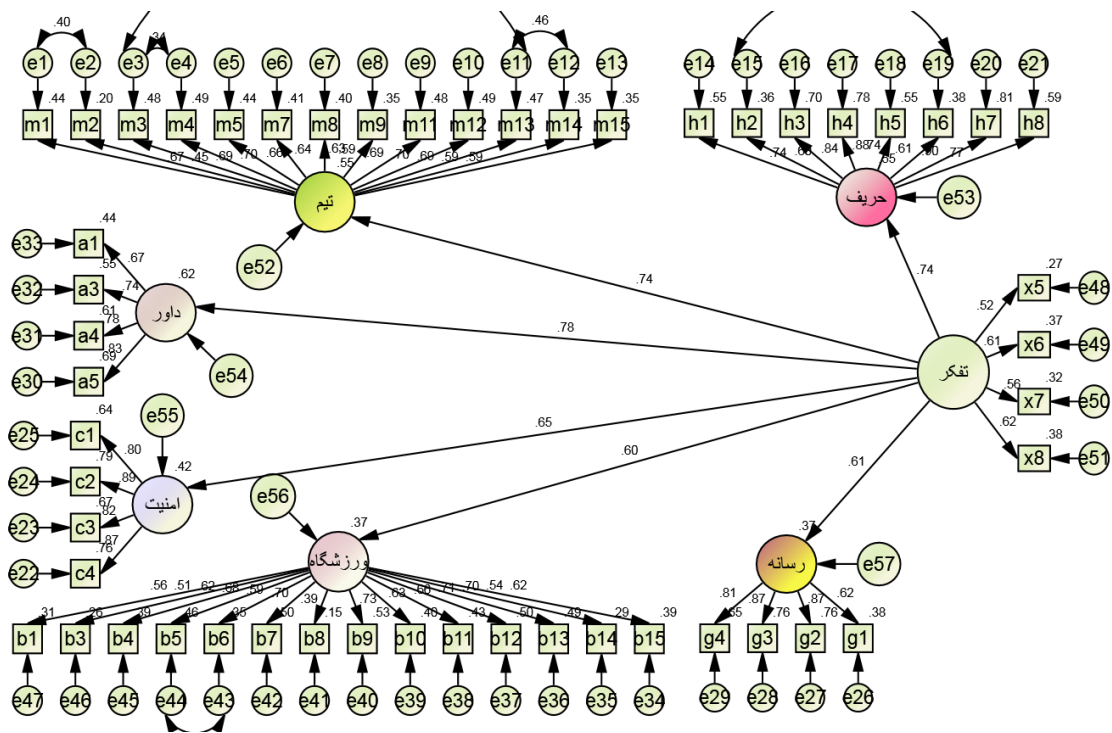 .40 .34 .46
e1 e2 e3 e4 e5 e6 e7 e8 e9 e10 e11 e12 e13
.44 .20 .48 .49 .44 .41 .40 .35 .48 .49 .47 .35 .35
m1 m2 m3 m4 m5 m7 m8 m9 m11 m12 m13 m14 m15
.67 .45 .69 .70 .66 .64 .63 .59 .69 .70 .69 .59 .59
.55
تیم
e52
e14 e15 e16 e17 e18 e19 e20 e21
.55 .36 .70 .78 .55 .38 .81 .59
h1 h2 h3 h4 h5 h6 h7 h8
.74 .84 .88 .74 .61 .90 .77
حریف
e53
.74
.74
.78
.65
.60
.61
تفکر
.27
.52 x5 e48
.37
.61 x6 e49
.32
.56 x7 e50
.38
.62 x8 e51
.44
e33 a1 .67
.55
e32 a3 .74
.61
e31 a4 .78
.69
e30 a5 .83
.62
داور
e54
e55
.64
e25 c1 .80
.79
e24 c2 .89
.67
e23 c3 .82
.76
e22 c4 .87
.42
امنیت
e56
.37
ورزشگاه
.56 .51 .62 .68 .59 .70 .39 .73 .63 .66 .71 .70 .54 .62
.31 .26 .39 .46 .35 .50 .15 .53 .40 .43 .50 .49 .29 .39
b1 b3 b4 b5 b6 b7 b8 b9 b10 b11 b12 b13 b14 b15
e47 e46 e45 e44 e43 e42 e41 e40 e39 e38 e37 e36 e35 e34
.37
رسانه
e57
.81 .87 .87 .62
.76 .76 .38
g4 g3 g2 g1
e29 e28 e27 e26